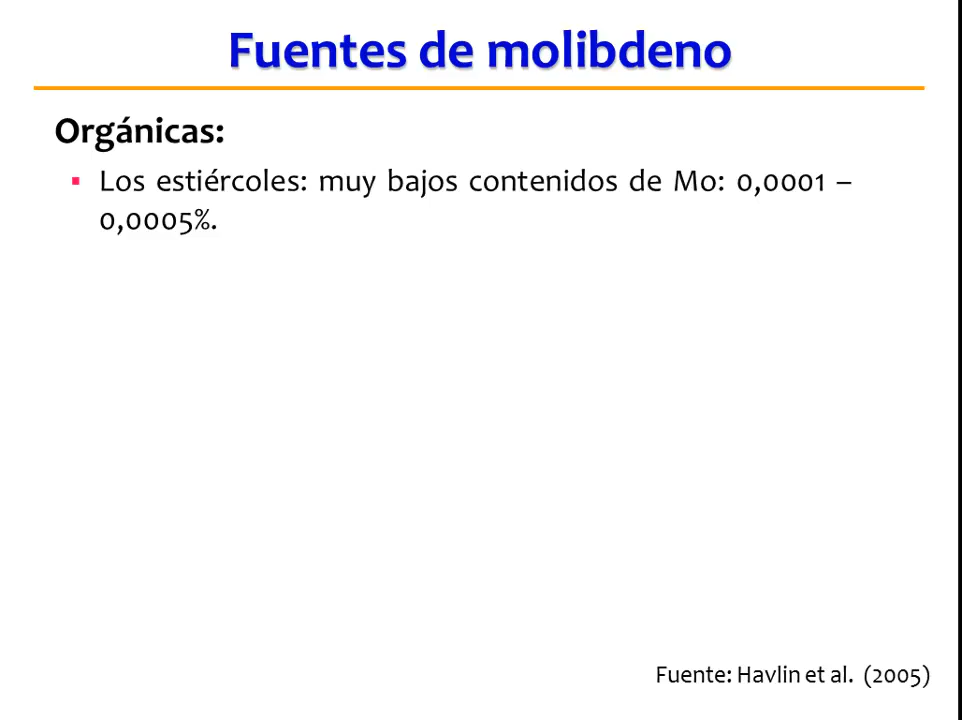 Fuentes de molibdeno
Orgánicas:
▪ Los estiércoles: muy bajos contenidos de Mo: 0,0001 –
0,0005%.
Fuente: Havlin et al. (2005)